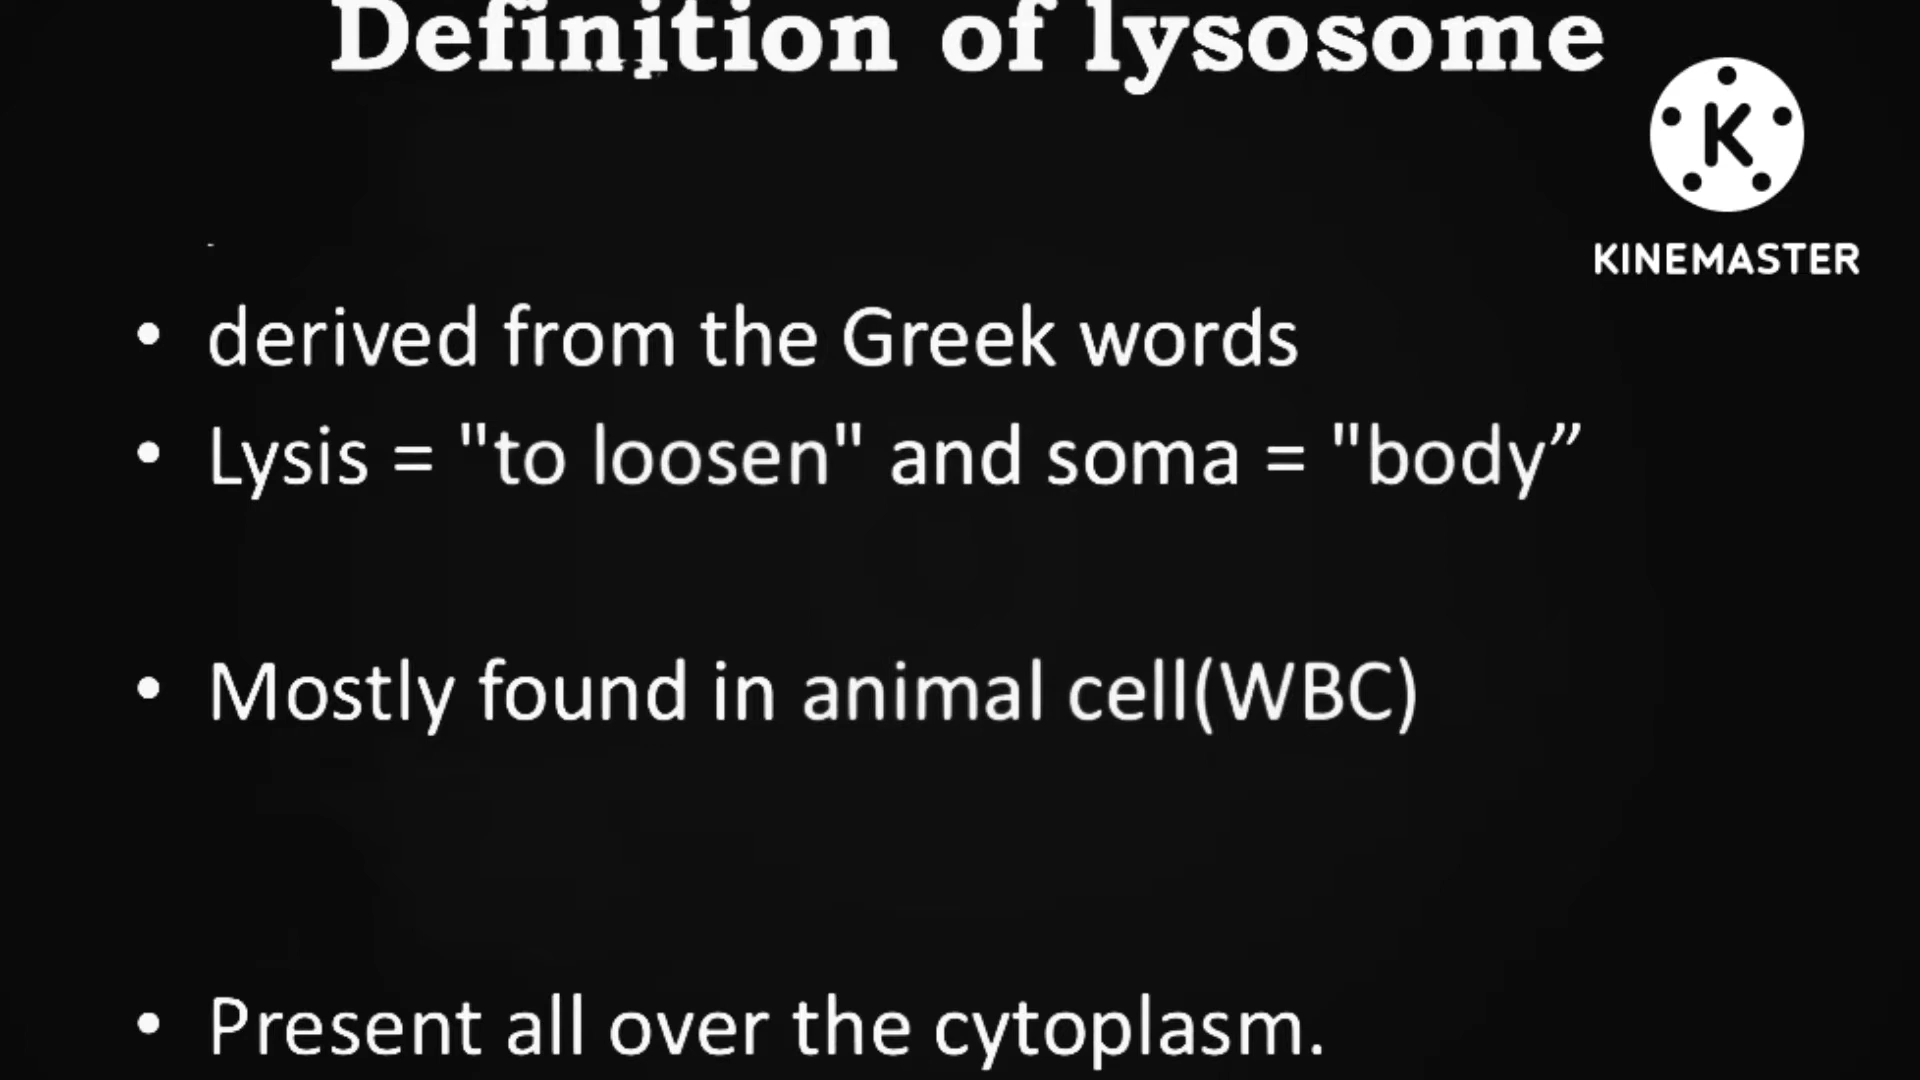 Definition of lysosome
K
KINEMASTER
• derived from the Greek words
• Lysis = "to loosen" and soma = "body”
• Mostly found in animal cell(WBC)
• Present all over the cytoplasm.